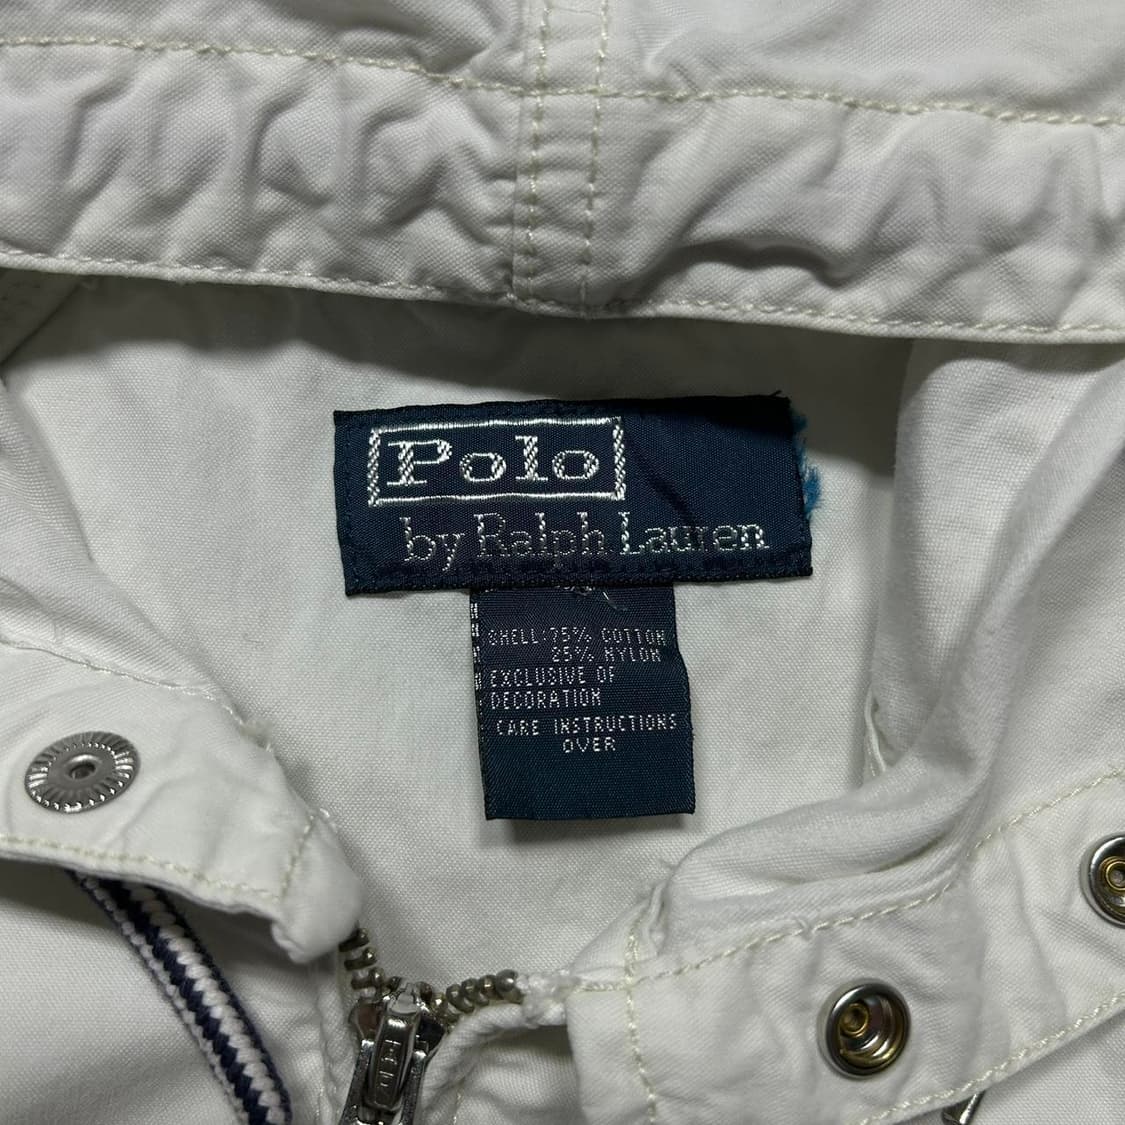 Polo
by Ralph Lauren
SHELL:75% COTTON
25% NYLON
EXCLUSIVE OF
DECORATION
CARE INSTRUCTIONS
OVER